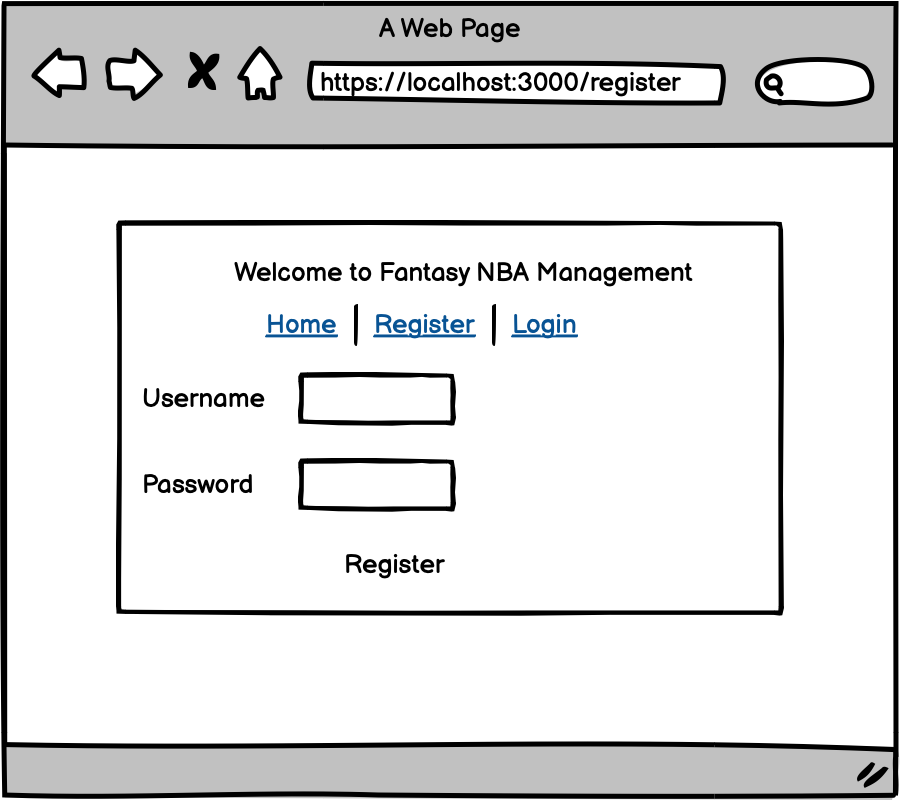 A Web Page
https://localhost:3000/register
Welcome to Fantasy NBA Management
Home | Register | Login
Username
Password
Register